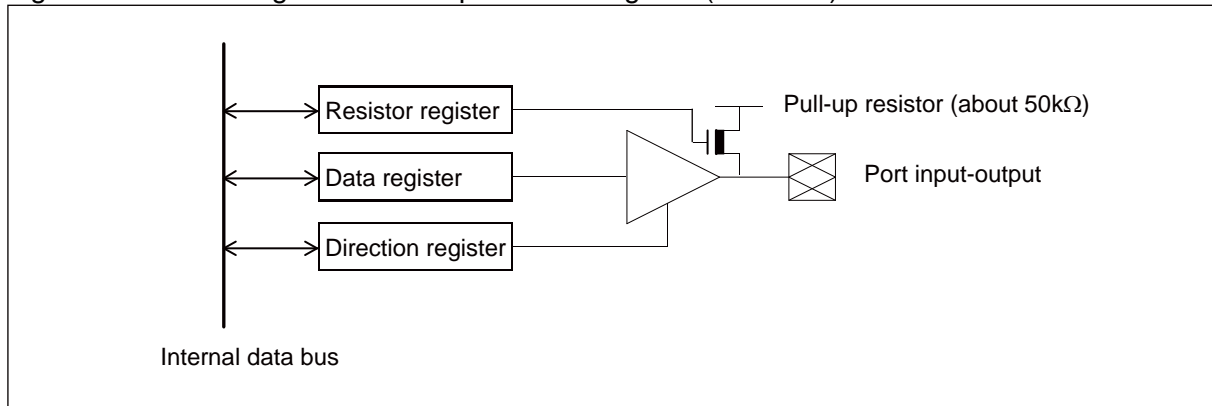 Resistor register
Pull-up resistor (about 50kΩ)
Data register
Port input-output
Direction register
Internal data bus